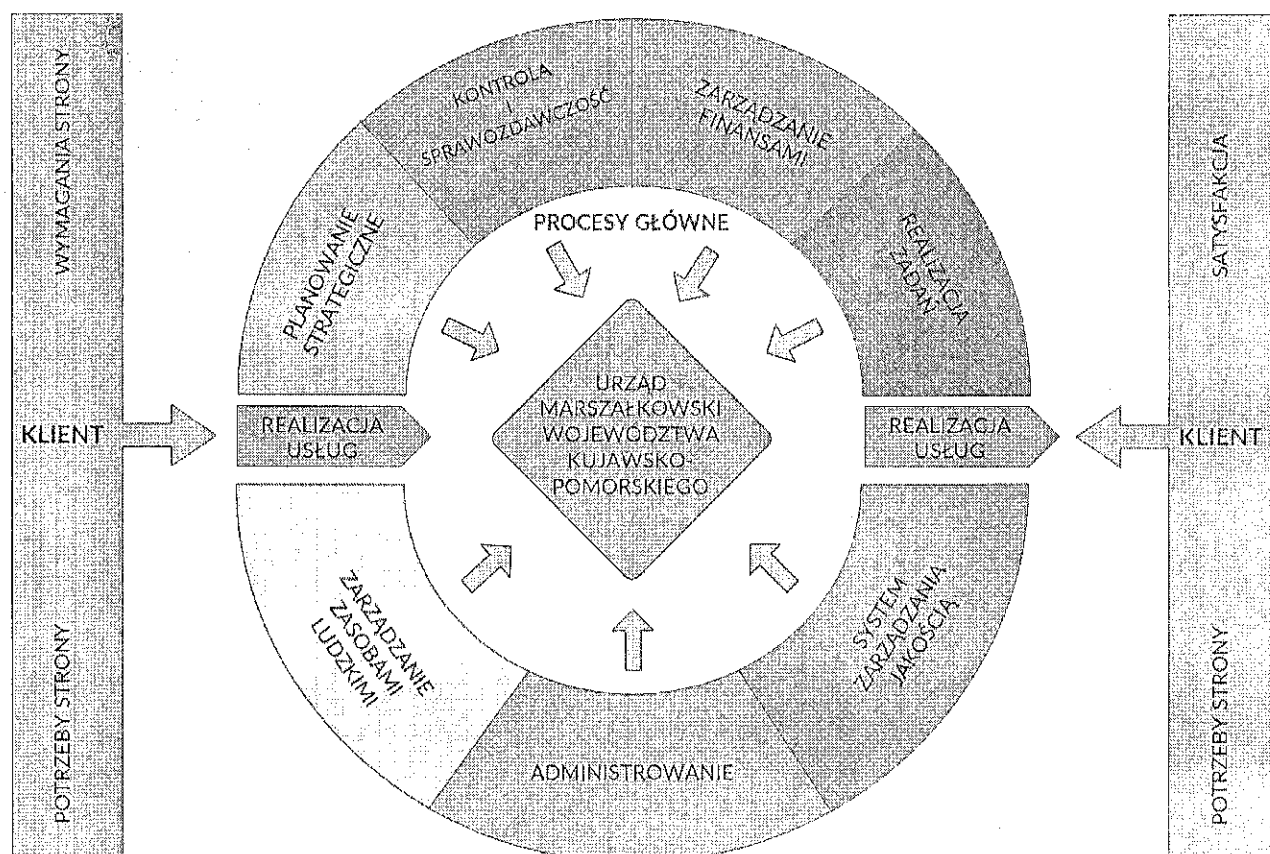 WYMAGANIA STRONY
KLIENT
POTRZEBY STRONY
KONTROLA
I
SPRAWOZDAWCZOŚĆ
ZARZĄDZANIE
FINANSAMI
PLANOWANIE
STRATEGICZNE
REALIZACJA
ZADAŃ
PROCESY GŁÓWNE
REALIZACJA
USŁUG
URZĄD
MARSZAŁKOWSKI
WOJEWÓDZTWA
KUJAWSKO-
POMORSKIEGO
REALIZACJA
USŁUG
ZARZĄDZANIE
ZASOBAMI
LUDZKIMI
ADMINISTROWANIE
SYSTEM
ZARZĄDZANIA
JAKOŚCIĄ
SATYSFAKCJA
KLIENT
POTRZEBY STRONY